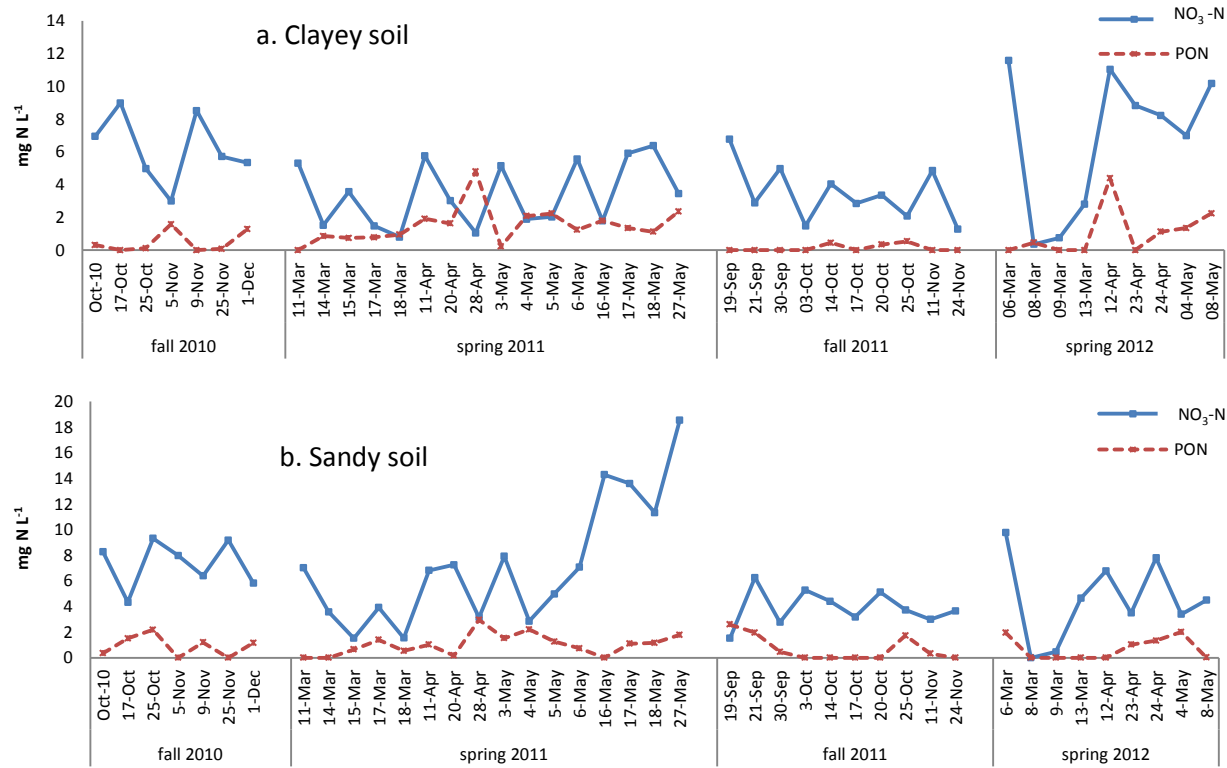 14
12
10
8
6
4
2
0
mg N L-1
a. Clayey soil
NO3 -N
PON
Oct-10
17-Oct
25-Oct
5-Nov
9-Nov
25-Nov
1-Dec
11-Mar
14-Mar
15-Mar
17-Mar
18-Mar
11-Apr
20-Apr
28-Apr
3-May
4-May
5-May
6-May
16-May
17-May
18-May
27-May
19-Sep
21-Sep
30-Sep
03-Oct
14-Oct
17-Oct
20-Oct
25-Oct
11-Nov
24-Nov
06-Mar
08-Mar
09-Mar
13-Mar
12-Apr
23-Apr
24-Apr
04-May
08-May
fall 2010 spring 2011 fall 2011 spring 2012
20
18
16
14
12
10
8
6
4
2
0
mg N L-1
b. Sandy soil
NO3-N
PON
Oct-10
17-Oct
25-Oct
5-Nov
9-Nov
25-Nov
1-Dec
11-Mar
14-Mar
15-Mar
17-Mar
18-Mar
11-Apr
20-Apr
28-Apr
3-May
4-May
5-May
6-May
16-May
17-May
18-May
27-May
19-Sep
21-Sep
30-Sep
3-Oct
14-Oct
17-Oct
20-Oct
25-Oct
11-Nov
24-Nov
6-Mar
8-Mar
9-Mar
13-Mar
12-Apr
23-Apr
24-Apr
4-May
8-May
fall 2010 spring 2011 fall 2011 spring 2012